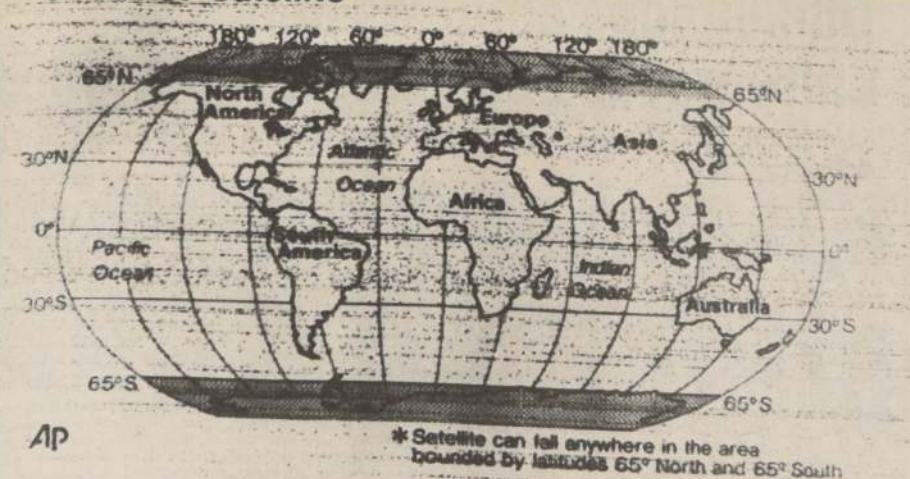 180° 120° 60° 0° 60° 120° 180°
65°N
65°N
North
America
Europe
Asia
Atlantic
Ocean
30°N
30°N
Africa
0°
0°
South
America
Pacific
Ocean
Indian
Ocean
Australia
30°S
30°S
65°S
65°S
AP
* Satellite can fall anywhere in the area
bounded by latitudes 65° North and 65° South